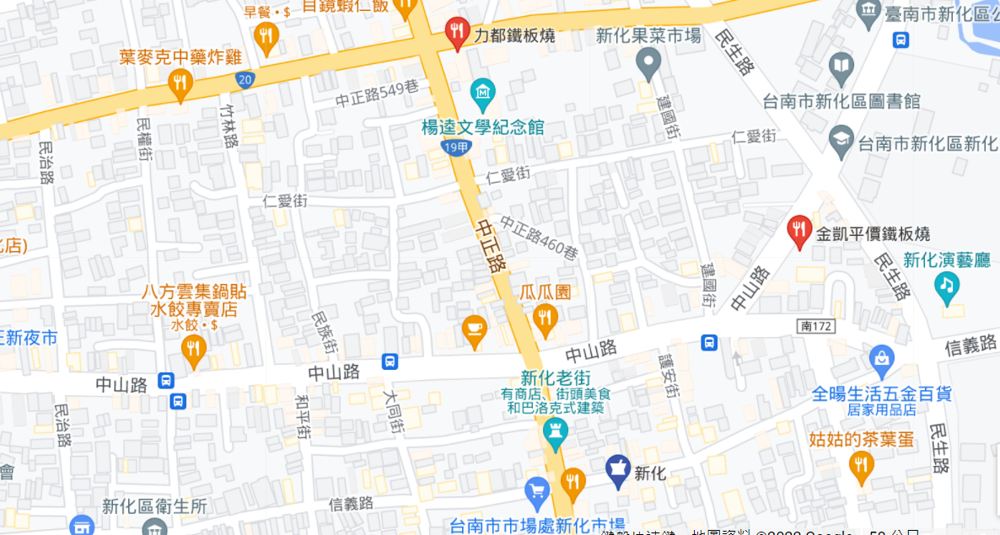 早餐・$
目鏡蝦仁飯
力都鐵板燒
新化果菜市場
民生路
葉麥克中藥炸雞
20
中正路549巷
竹林路
民權街
民治路
楊逵文學紀念館
19甲
建國街
仁愛街
台南市新化區圖書館
台南市新化區新化
仁愛街
仁愛街
中正路
中正路460巷
金凱平價鐵板燒
民生路
新化演藝廳
建國街
中山路
八方雲集鍋貼
水餃專賣店
水餃・$
瓜瓜園
民族街
南172
信義路
中山路
中山路
中山路
護安街
新化老街
有商店、街頭美食
和巴洛克式建築
全暘生活五金百貨
居家用品店
大同街
和平街
民治路
姑姑的茶葉蛋
民生路
新化
會
新化區衛生所
信義路
台南市市場處新化市場